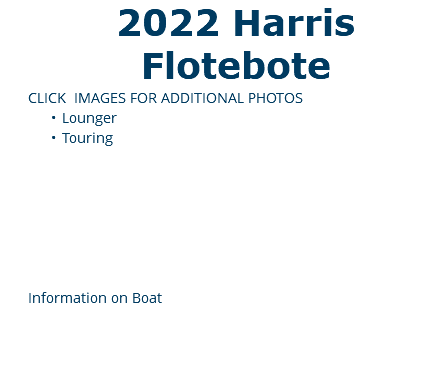 2022 Harris
Flotebote
CLICK  IMAGES FOR ADDITIONAL PHOTOS
• Lounger
• Touring
Information on Boat